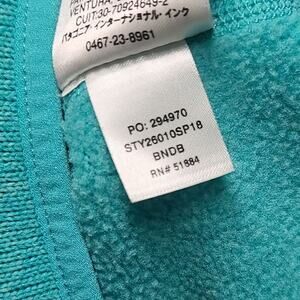 VENTURA,
CUIT:30-70924649-2
パタゴニア・インターナショナル・インク
0467-23-8961
PO: 294970
STY26010SP18
BNDB
RN# 51884